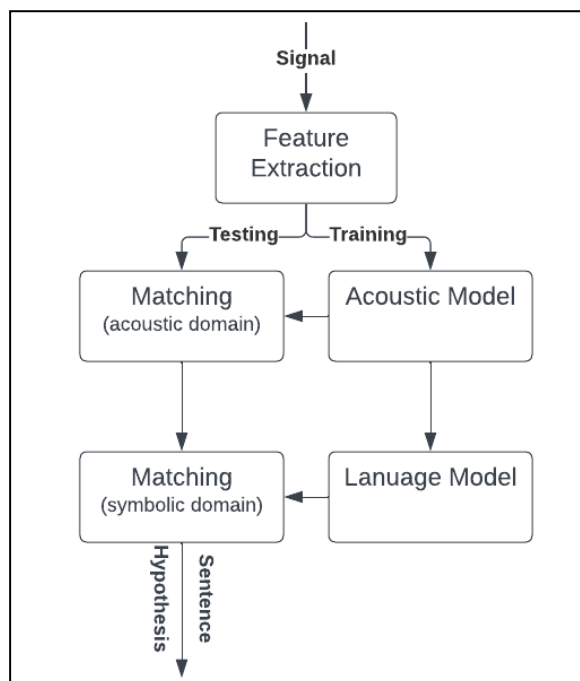 Signal
Feature
Extraction
Testing
Training
Matching
(acoustic domain)
Acoustic Model
Matching
(symbolic domain)
Lanuage Model
Hypothesis
Sentence